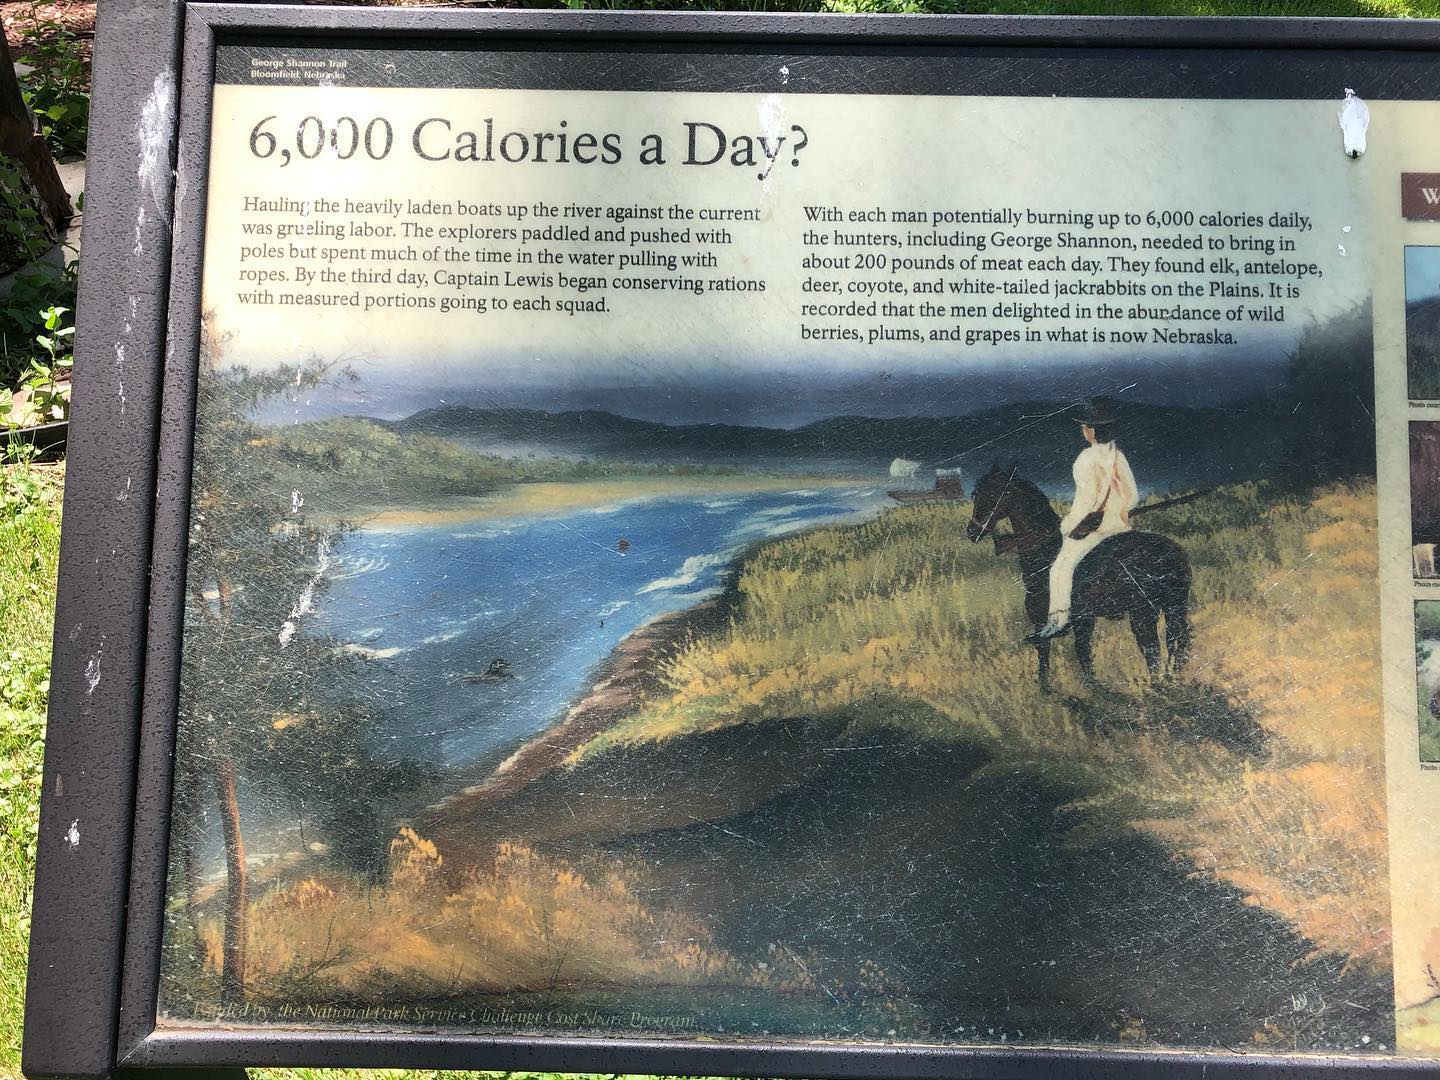 George Shannon Trail
Bloomfield, Nebraska
6,000 Calories a Day?
Hauling the heavily laden boats up the river against the current
was grueling labor. The explorers paddled and pushed with
poles but spent much of the time in the water pulling with
ropes. By the third day, Captain Lewis began conserving rations
with measured portions going to each squad.
With each man potentially burning up to 6,000 calories daily,
the hunters, including George Shannon, needed to bring in
about 200 pounds of meat each day. They found elk, antelope,
deer, coyote, and white-tailed jackrabbits on the Plains. It is
recorded that the men delighted in the abundance of wild
berries, plums, and grapes in what is now Nebraska.
W
Photo
Photo
Photo
Funded by the National Park Service Challenge Cost Share Program